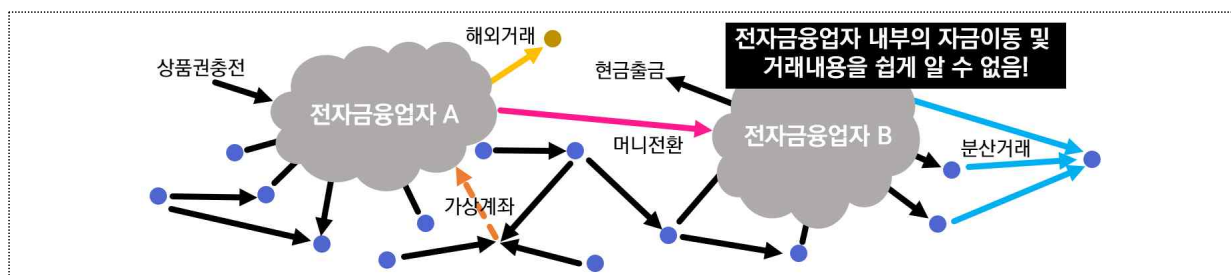 해외거래
전자금융업자 내부의 자금이동 및
거래내용을 쉽게 알 수 없음!
상품권충전
현금출금
전자금융업자 A
전자금융업자 B
머니전환
분산거래
가상계좌